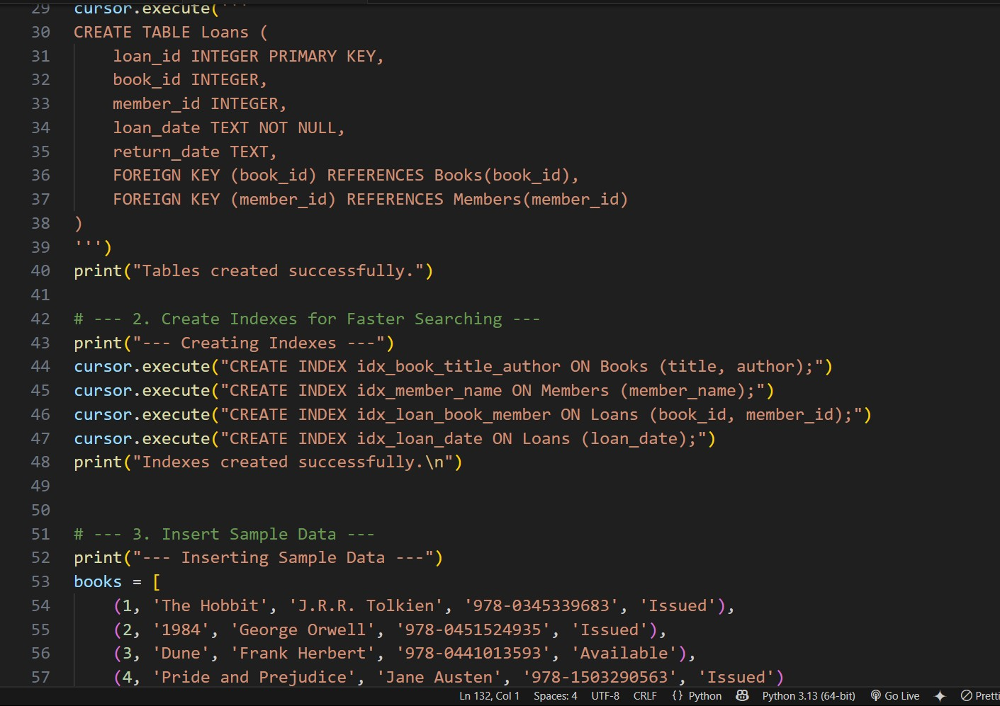 29 cursor.execute('''
30 CREATE TABLE Loans (
31     loan_id INTEGER PRIMARY KEY,
32     book_id INTEGER,
33     member_id INTEGER,
34     loan_date TEXT NOT NULL,
35     return_date TEXT,
36     FOREIGN KEY (book_id) REFERENCES Books(book_id),
37     FOREIGN KEY (member_id) REFERENCES Members(member_id)
38 )
39 ''')
40 print("Tables created successfully.")
41
42 # --- 2. Create Indexes for Faster Searching ---
43 print("--- Creating Indexes ---")
44 cursor.execute("CREATE INDEX idx_book_title_author ON Books (title, author);")
45 cursor.execute("CREATE INDEX idx_member_name ON Members (member_name);")
46 cursor.execute("CREATE INDEX idx_loan_book_member ON Loans (book_id, member_id);")
47 cursor.execute("CREATE INDEX idx_loan_date ON Loans (loan_date);")
48 print("Indexes created successfully.\n")
49
50
51 # --- 3. Insert Sample Data ---
52 print("--- Inserting Sample Data ---")
53 books = [
54     (1, 'The Hobbit', 'J.R.R. Tolkien', '978-0345339683', 'Issued'),
55     (2, '1984', 'George Orwell', '978-0451524935', 'Issued'),
56     (3, 'Dune', 'Frank Herbert', '978-0441013593', 'Available'),
57     (4, 'Pride and Prejudice', 'Jane Austen', '978-1503290563', 'Issued')
Ln 132, Col 1 Spaces: 4 UTF-8 CRLF {} Python Python 3.13 (64-bit) Go Live Pretti